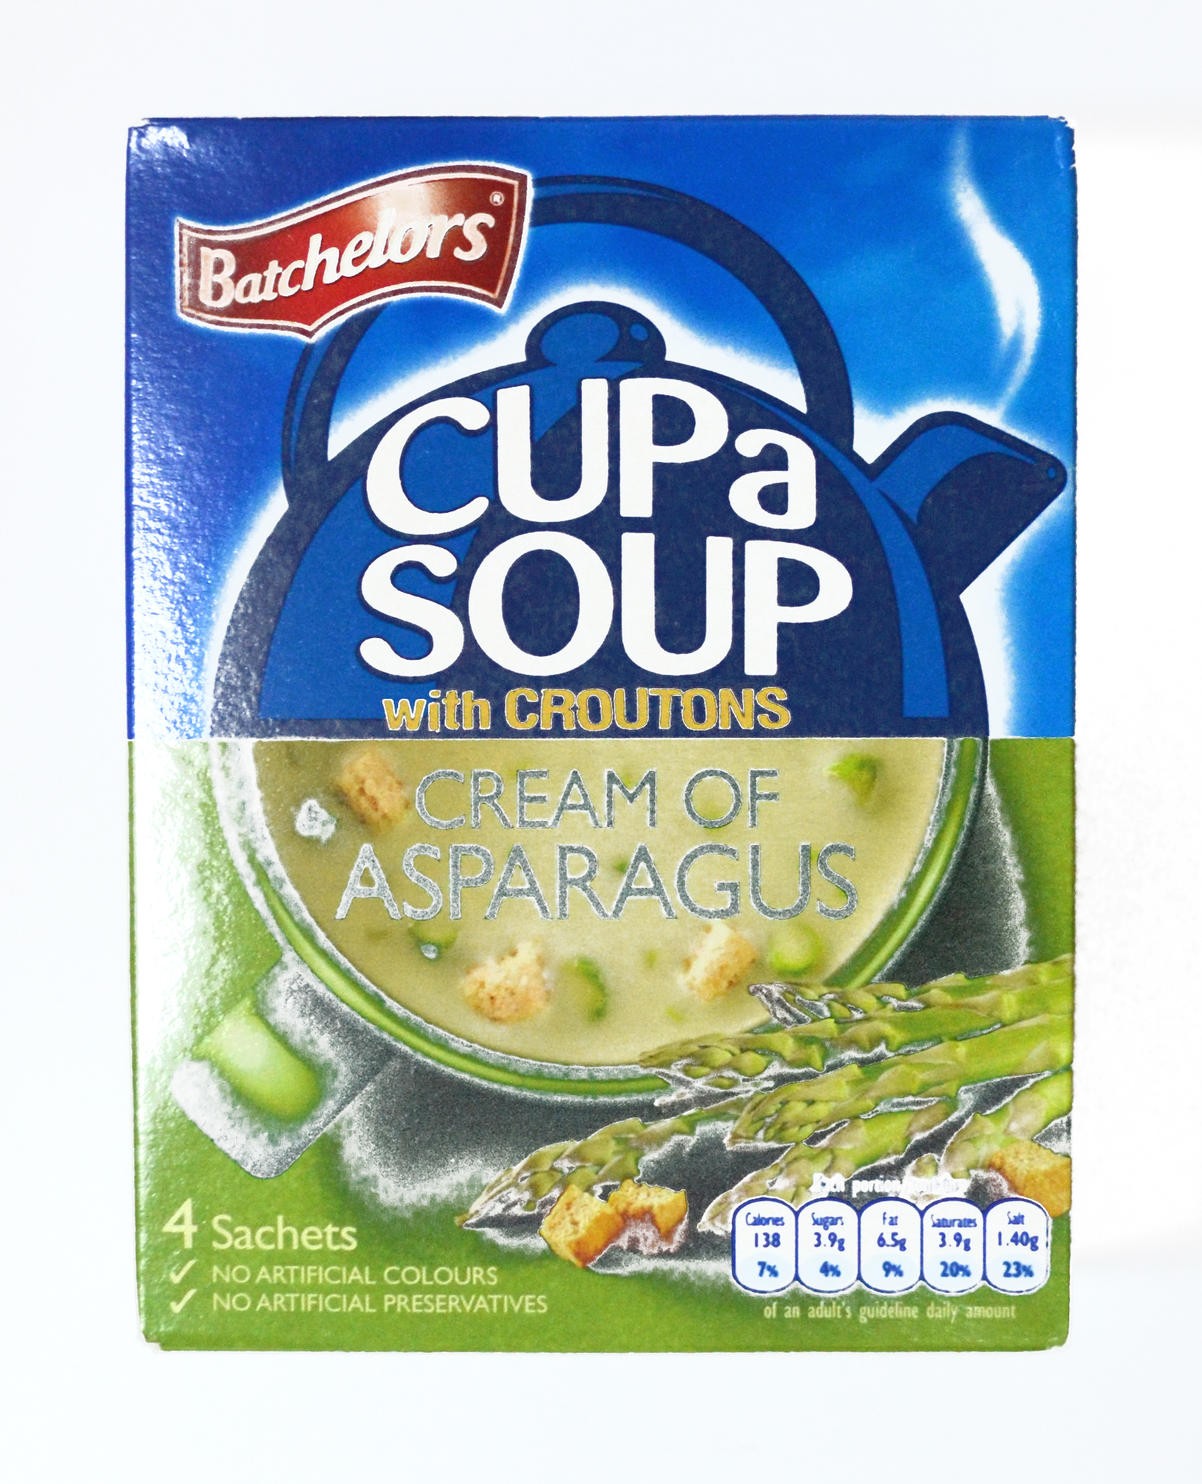 Batchelors®
CUPa
SOUP
with CROUTONS
CREAM OF
ASPARAGUS
4 Sachets
✓ NO ARTIFICIAL COLOURS
✓ NO ARTIFICIAL PRESERVATIVES
portion
Calories Sugars Fat Saturates Salt
138 3.9g 6.5g 3.9g 1.40g
7% 4% 9% 20% 23%
of an adult's guideline daily amount